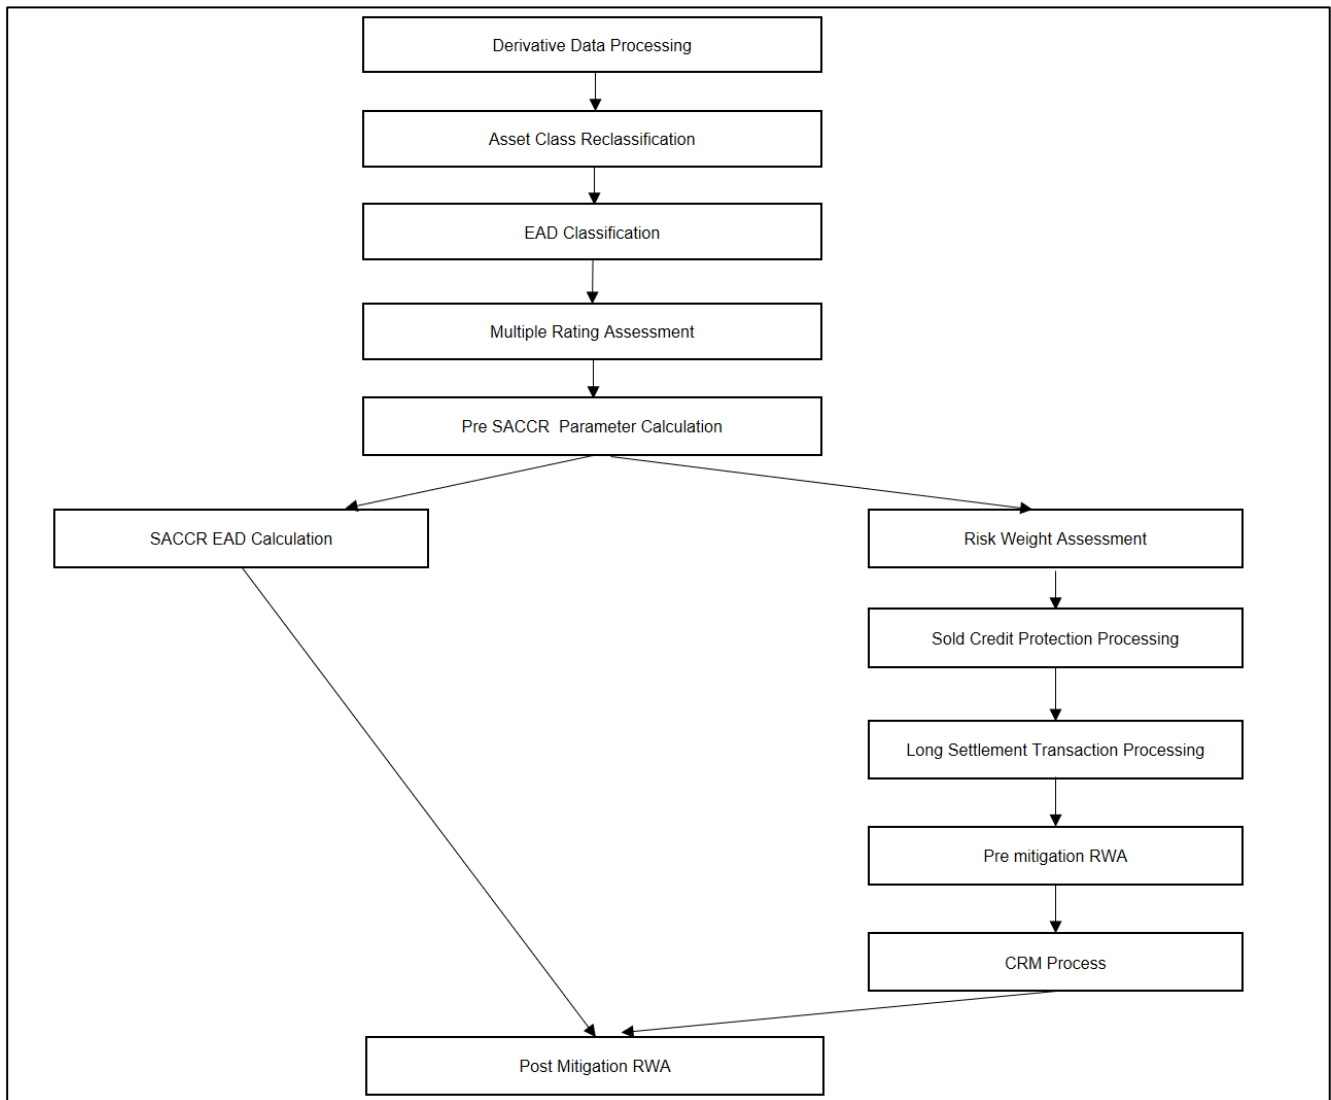 Derivative Data Processing
Asset Class Reclassification
EAD Classification
Multiple Rating Assessment
Pre SACCR  Parameter Calculation
SACCR EAD Calculation
Risk Weight Assessment
Sold Credit Protection Processing
Long Settlement Transaction Processing
Pre mitigation RWA
CRM Process
Post Mitigation RWA